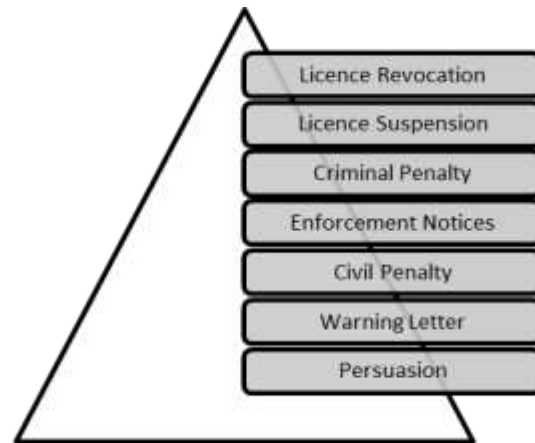 Licence Revocation
Licence Suspension
Criminal Penalty
Enforcement Notices
Civil Penalty
Warning Letter
Persuasion